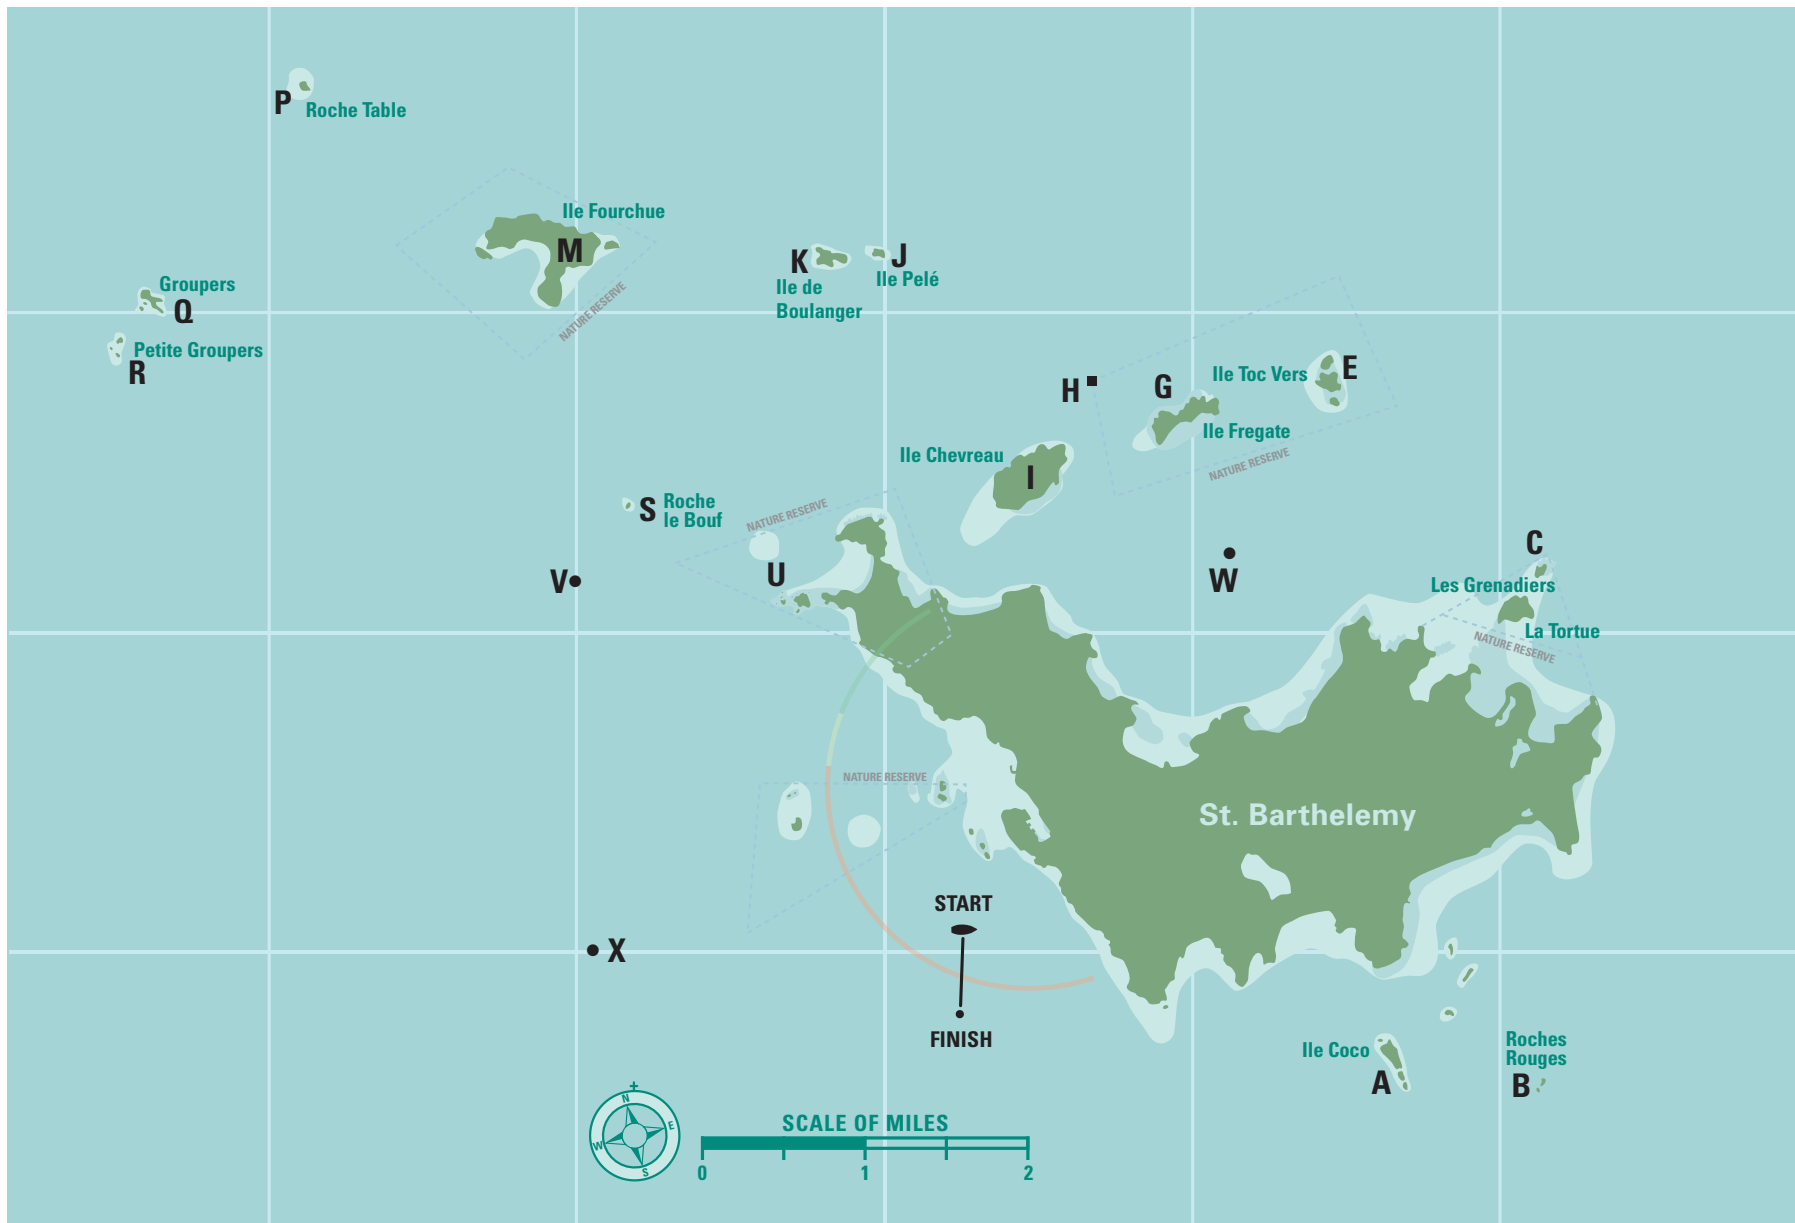 P
Roche Table
Ile Fourchue
M
NATURE RESERVE
K
J
Ile de
Boulanger
Ile Pelé
Groupers
Q
Petite Groupers
R
H
G
Ile Toc Vers
E
Ile Fregate
NATURE RESERVE
Ile Chevreau
I
S
Roche
le Bouf
NATURE RESERVE
V
U
W
C
Les Grenadiers
La Tortue
NATURE RESERVE
NATURE RESERVE
St. Barthelemy
START
X
FINISH
Ile Coco
A
Roches
Rouges
B
+
N
E
W
S
SCALE OF MILES
0
1
2